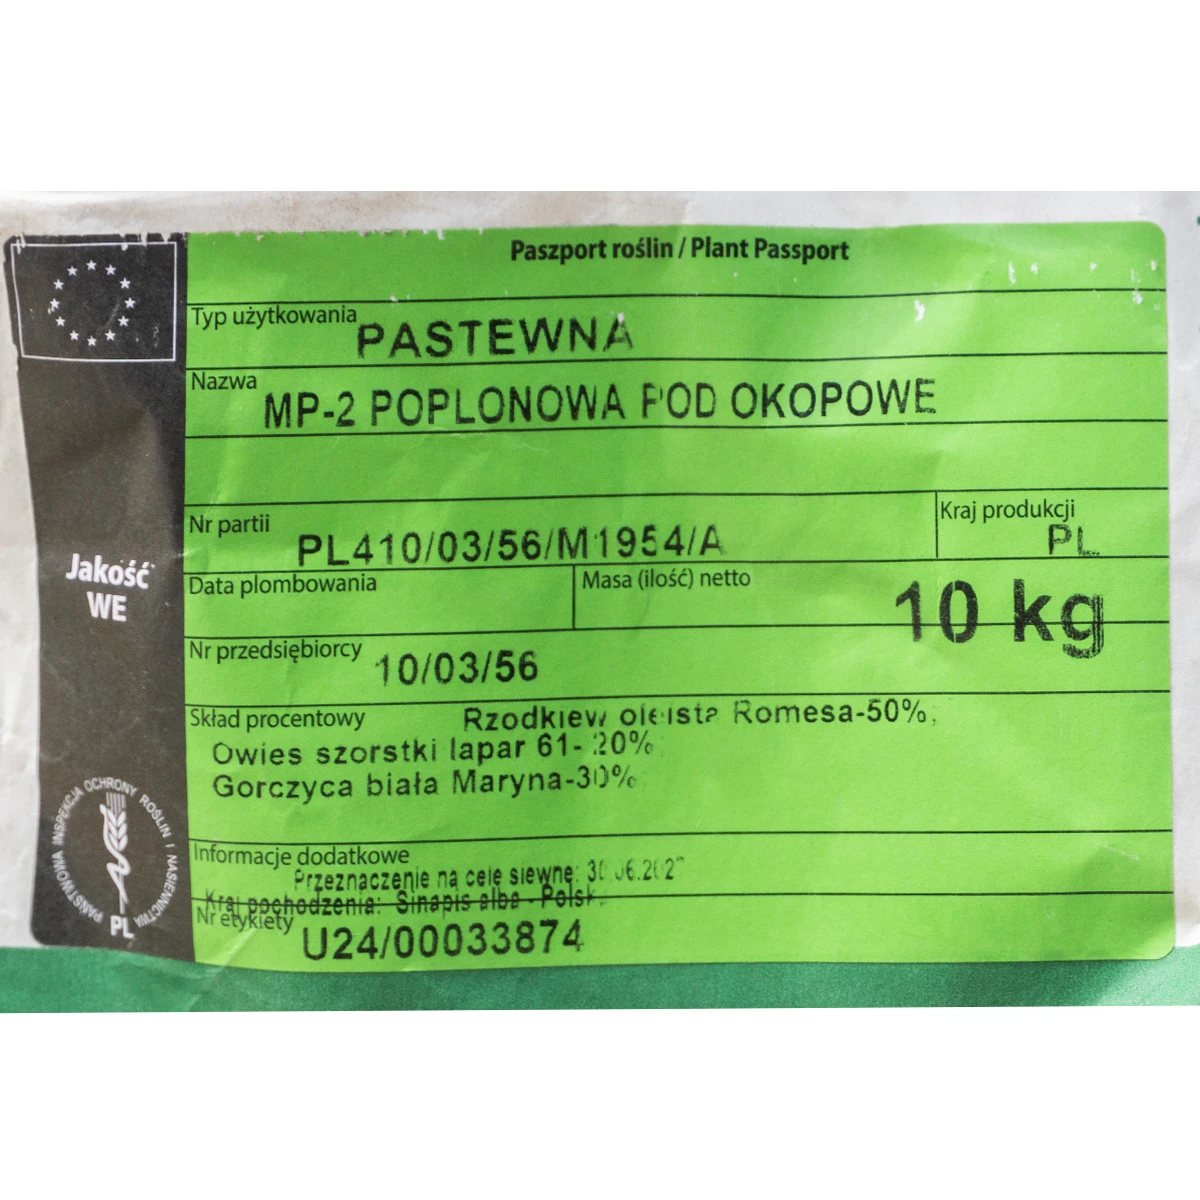 Paszport roślin / Plant Passport
Typ użytkowania PASTEWNA
Nazwa MP-2 POPLONOWA POD OKOPOWE
Nr partii PL410/03/56/M1954/A
Kraj produkcji PL
Data plombowania
Masa (ilość) netto 10 kg
Nr przedsiębiorcy 10/03/56
Skład procentowy Rzodkiew oleista Romesa-50%,
Owies szorstki lapar 61- 20%
Gorczyca biała Maryna-30%
Informacje dodatkowe
Przeznaczenie na cele siewne:
Kraj pochodzenia: Sinapis alba - Polska
Nr etykiety U24/00033874
Jakość
WE
PAŃSTWOWA INSPEKCJA OCHRONY ROŚLIN I NASIENNICTWA
PL